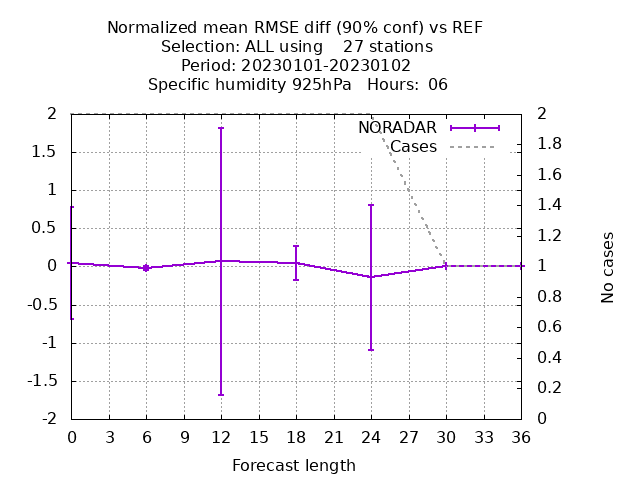 Normalized mean RMSE diff (90% conf) vs REF
Selection: ALL using    27 stations
Period: 20230101-20230102
Specific humidity 925hPa   Hours:  06
NORADAR
Cases
2
1.5
1
0.5
0
-0.5
-1
-1.5
-2
2
1.8
1.6
1.4
1.2
1
0.8
0.6
0.4
0.2
0
No cases
0 3 6 9 12 15 18 21 24 27 30 33 36
Forecast length